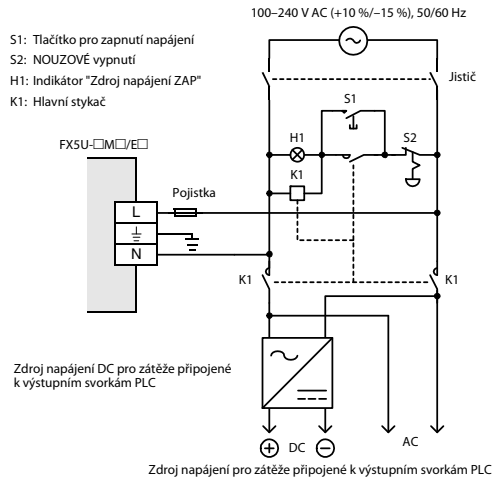 100–240 V AC (+10 %/–15 %), 50/60 Hz
S1: Tlačítko pro zapnutí napájení
S2: NOUZOVÉ vypnutí
H1: Indikátor "Zdroj napájení ZAP"
K1: Hlavní stykač
Jistič
S1
FX5U-□M□/E□
H1
S2
K1
Pojistka
L
N
K1
K1
Zdroj napájení DC pro zátěže připojené
k výstupním svorkám PLC
DC
AC
Zdroj napájení pro zátěže připojené k výstupním svorkám PLC